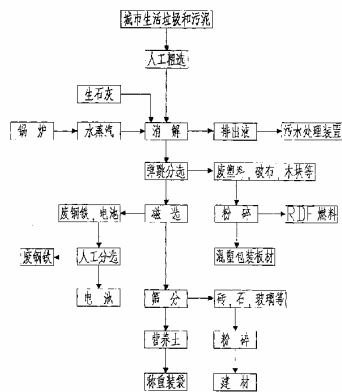 城市生活垃圾和污泥
人工粗选
生石灰
锅炉 水蒸汽 消解 排出液 污水处理装置
弹跳分选 废塑料,破石,木块等
废钢铁,电池 磁选 粉碎 RDF燃料
废钢铁 人工分选 混塑包装板材
电池 筛分 砖,石,玻璃等
营养土 粉碎
称重装袋 建材